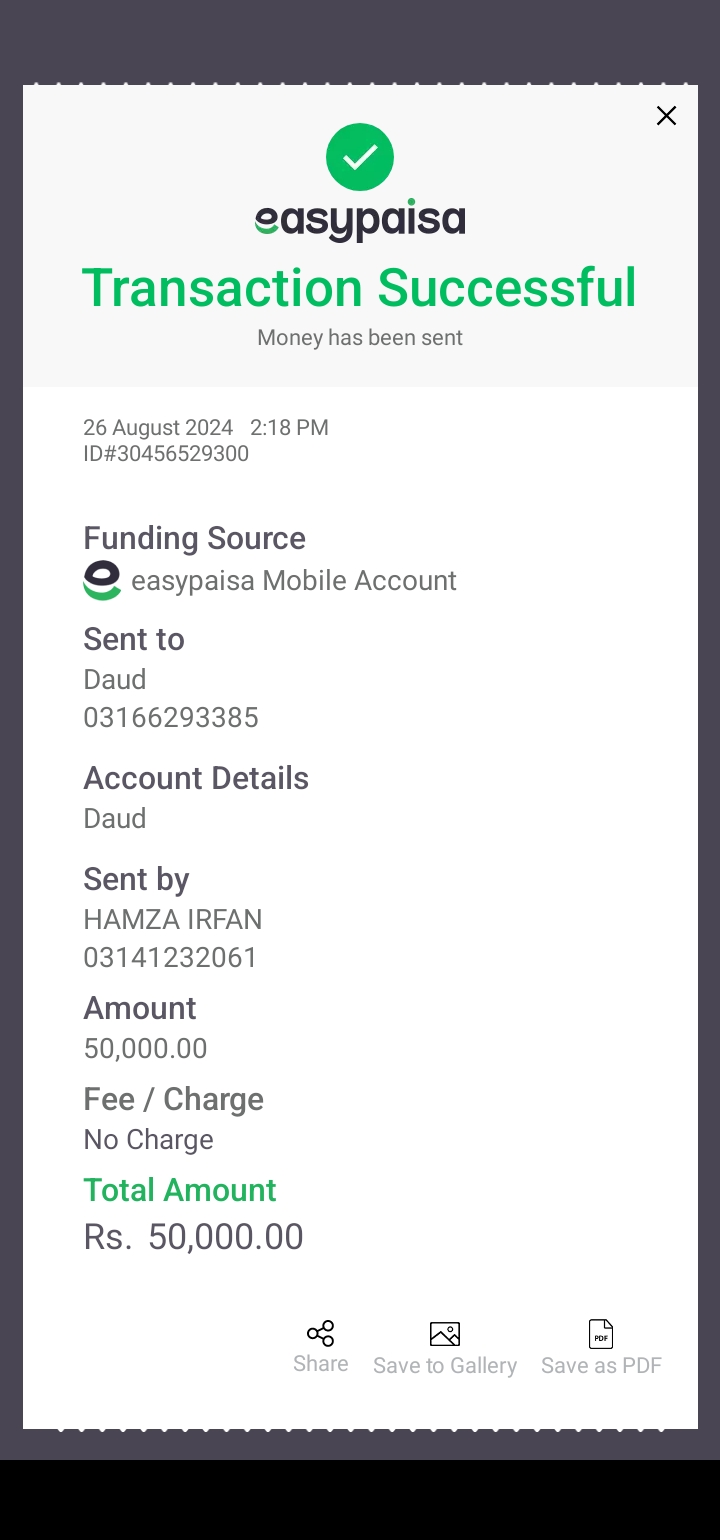 easypaisa
Transaction Successful
Money has been sent
26 August 2024 2:18 PM
ID#30456529300
Funding Source
easypaisa Mobile Account
Sent to
Daud
03166293385
Account Details
Daud
Sent by
HAMZA IRFAN
03141232061
Amount
50,000.00
Fee / Charge
No Charge
Total Amount
Rs. 50,000.00
Share
Save to Gallery
PDF
Save as PDF